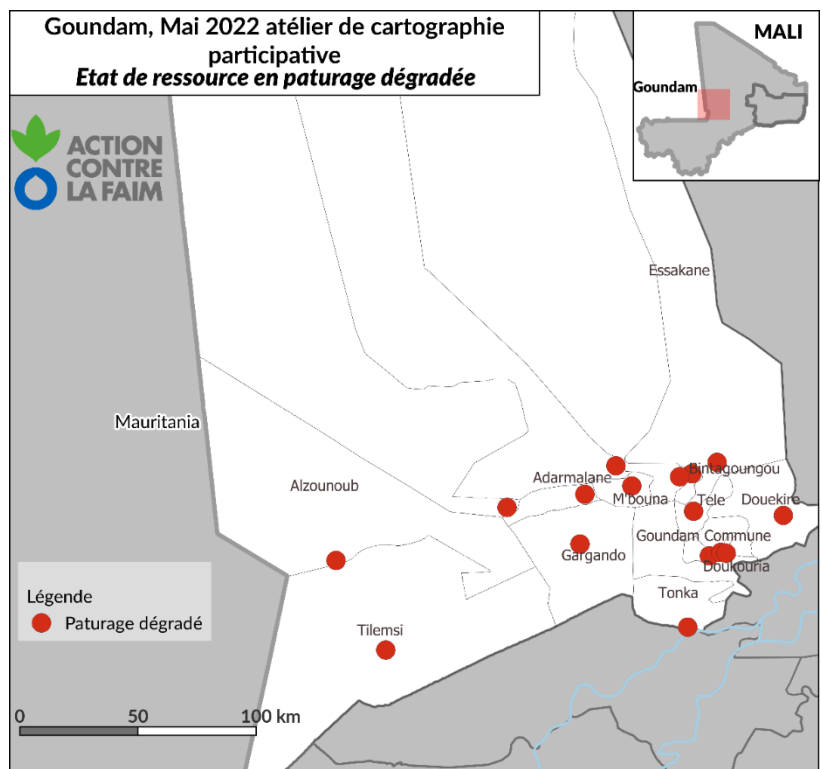 Goundam, Mai 2022 atélier de cartographie
participative
Etat de ressource en paturage dégradée
MALI
Goundam
ACTION
CONTRE
LA FAIM
Essakane
Mauritania
Alzounoub
Adarmalane
Bintagoungou
M'bouna
Tele
Douekire
Goundam Commune
Gargando
Doukouria
Tonka
Tilemsi
Légende
Paturage dégradé
0 50 100 km